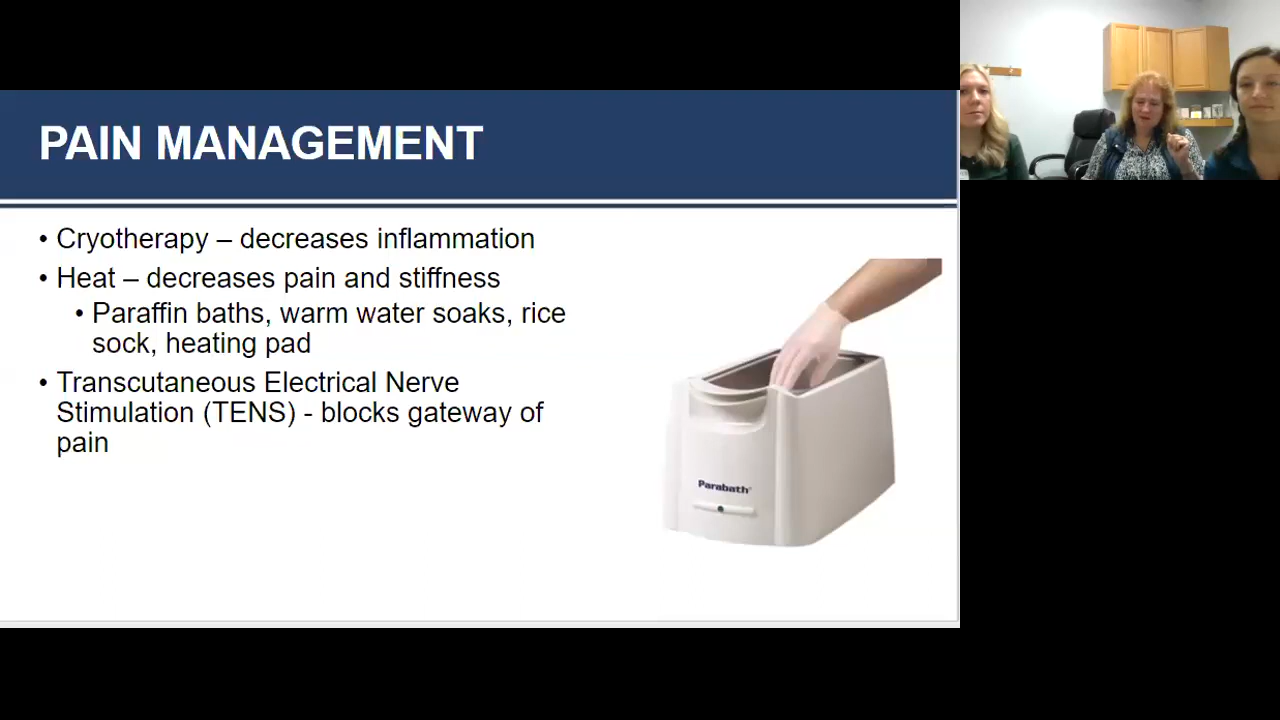 PAIN MANAGEMENT
• Cryotherapy – decreases inflammation
• Heat – decreases pain and stiffness
• Paraffin baths, warm water soaks, rice
sock, heating pad
• Transcutaneous Electrical Nerve
Stimulation (TENS) - blocks gateway of
pain
Parabath